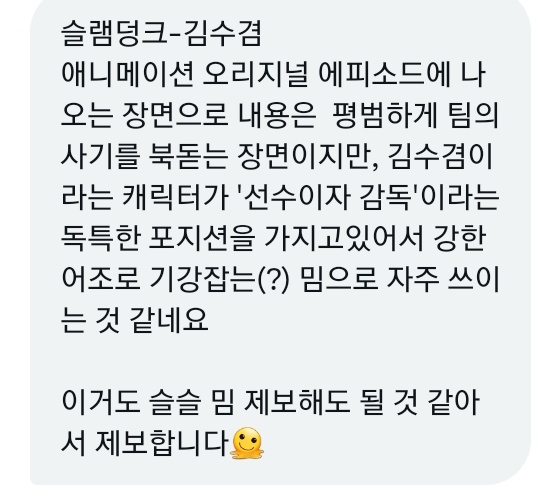 슬램덩크-김수겸
애니메이션 오리지널 에피소드에 나
오는 장면으로 내용은  평범하게 팀의
사기를 북돋는 장면이지만, 김수겸이
라는 캐릭터가 '선수이자 감독'이라는
독특한 포지션을 가지고있어서 강한
어조로 기강잡는(?) 밈으로 자주 쓰이
는 것 같네요

이거도 슬슬 밈 제보해도 될 것 같아
서 제보합니다🫠